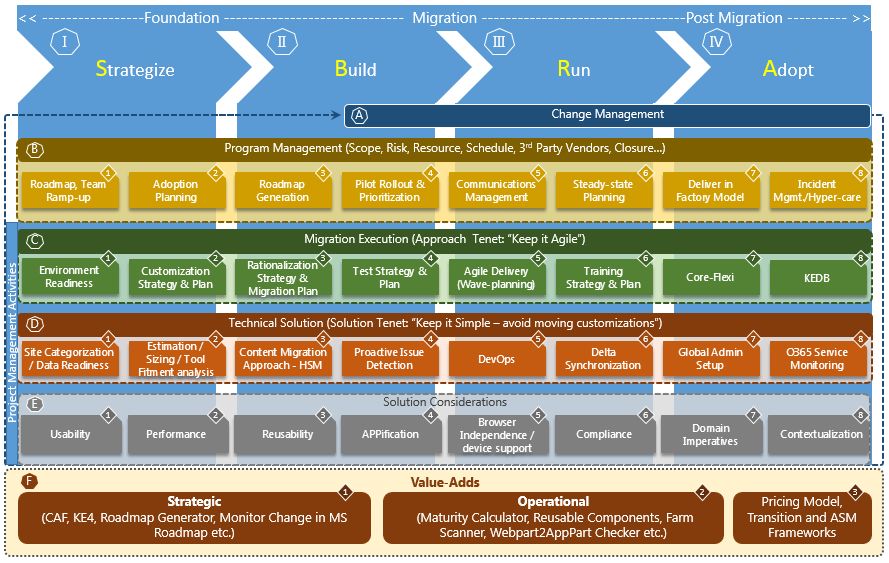 << -- Foundation -- Migration -- Post Migration -- >>
I II III IV
Strategize Build Run Adopt
A Change Management
B Program Management (Scope, Risk, Resource, Schedule, 3rd Party Vendors, Closure…)
1 2 3 4 5 6 7 8
Roadmap, Team
Ramp-up
Adoption
Planning
Roadmap
Generation
Pilot Rollout &
Prioritization
Communications
Management
Steady-state
Planning
Deliver in
Factory Model
Incident
Mgmt./Hyper-care
Project Management Activities
C Migration Execution (Approach Tenet: “Keep it Agile”)
1 2 3 4 5 6 7 8
Environment
Readiness
Customization
Strategy & Plan
Rationalization
Strategy &
Migration Plan
Test Strategy &
Plan
Agile Delivery
(Wave-planning)
Training
Strategy & Plan
Core-Flexi
KEDB
D Technical Solution (Solution Tenet: “Keep it Simple – avoid moving customizations”)
1 2 3 4 5 6 7 8
Site Categorization
/ Data Readiness
Estimation /
Sizing / Tool
Fitment analysis
Content Migration
Approach - HSM
Proactive Issue
Detection
DevOps
Delta
Synchronization
Global Admin
Setup
O365 Service
Monitoring
E Solution Considerations
1 2 3 4 5 6 7 8
Usability
Performance
Reusability
APPification
Browser
Independence /
device support
Compliance
Domain
Imperatives
Contextualization
F Value-Adds
1 2 3
Strategic
(CAF, KE4, Roadmap Generator, Monitor Change in MS
Roadmap etc.)
Operational
(Maturity Calculator, Reusable Components, Farm
Scanner, Webpart2AppPart Checker etc.)
Pricing Model,
Transition and ASM
Frameworks